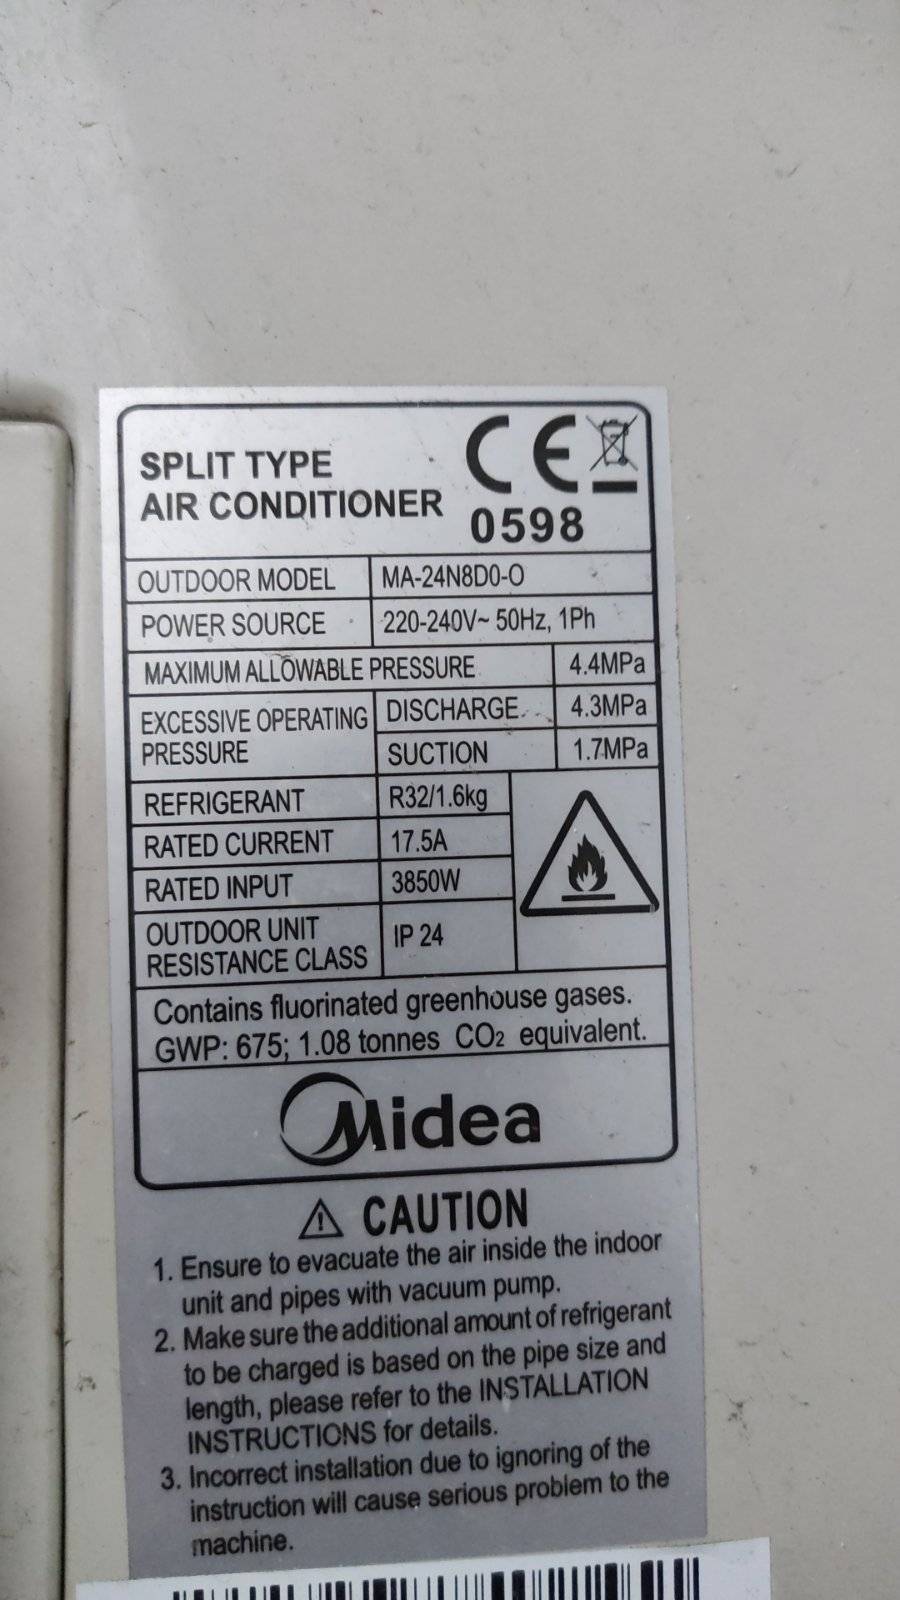 SPLIT TYPE
AIR CONDITIONER
CE
0598
OUTDOOR MODEL MA-24N8D0-O
POWER SOURCE 220-240V~ 50Hz, 1Ph
MAXIMUM ALLOWABLE PRESSURE 4.4MPa
EXCESSIVE OPERATING PRESSURE DISCHARGE 4.3MPa
SUCTION 1.7MPa
REFRIGERANT R32/1.6kg
RATED CURRENT 17.5A
RATED INPUT 3850W
OUTDOOR UNIT
RESISTANCE CLASS IP 24
Contains fluorinated greenhouse gases.
GWP: 675; 1.08 tonnes CO2 equivalent.
Midea
CAUTION
1. Ensure to evacuate the air inside the indoor
unit and pipes with vacuum pump.
2. Make sure the additional amount of refrigerant
to be charged is based on the pipe size and
length, please refer to the INSTALLATION
INSTRUCTIONS for details.
3. Incorrect installation due to ignoring of the
instruction will cause serious problem to the
machine.